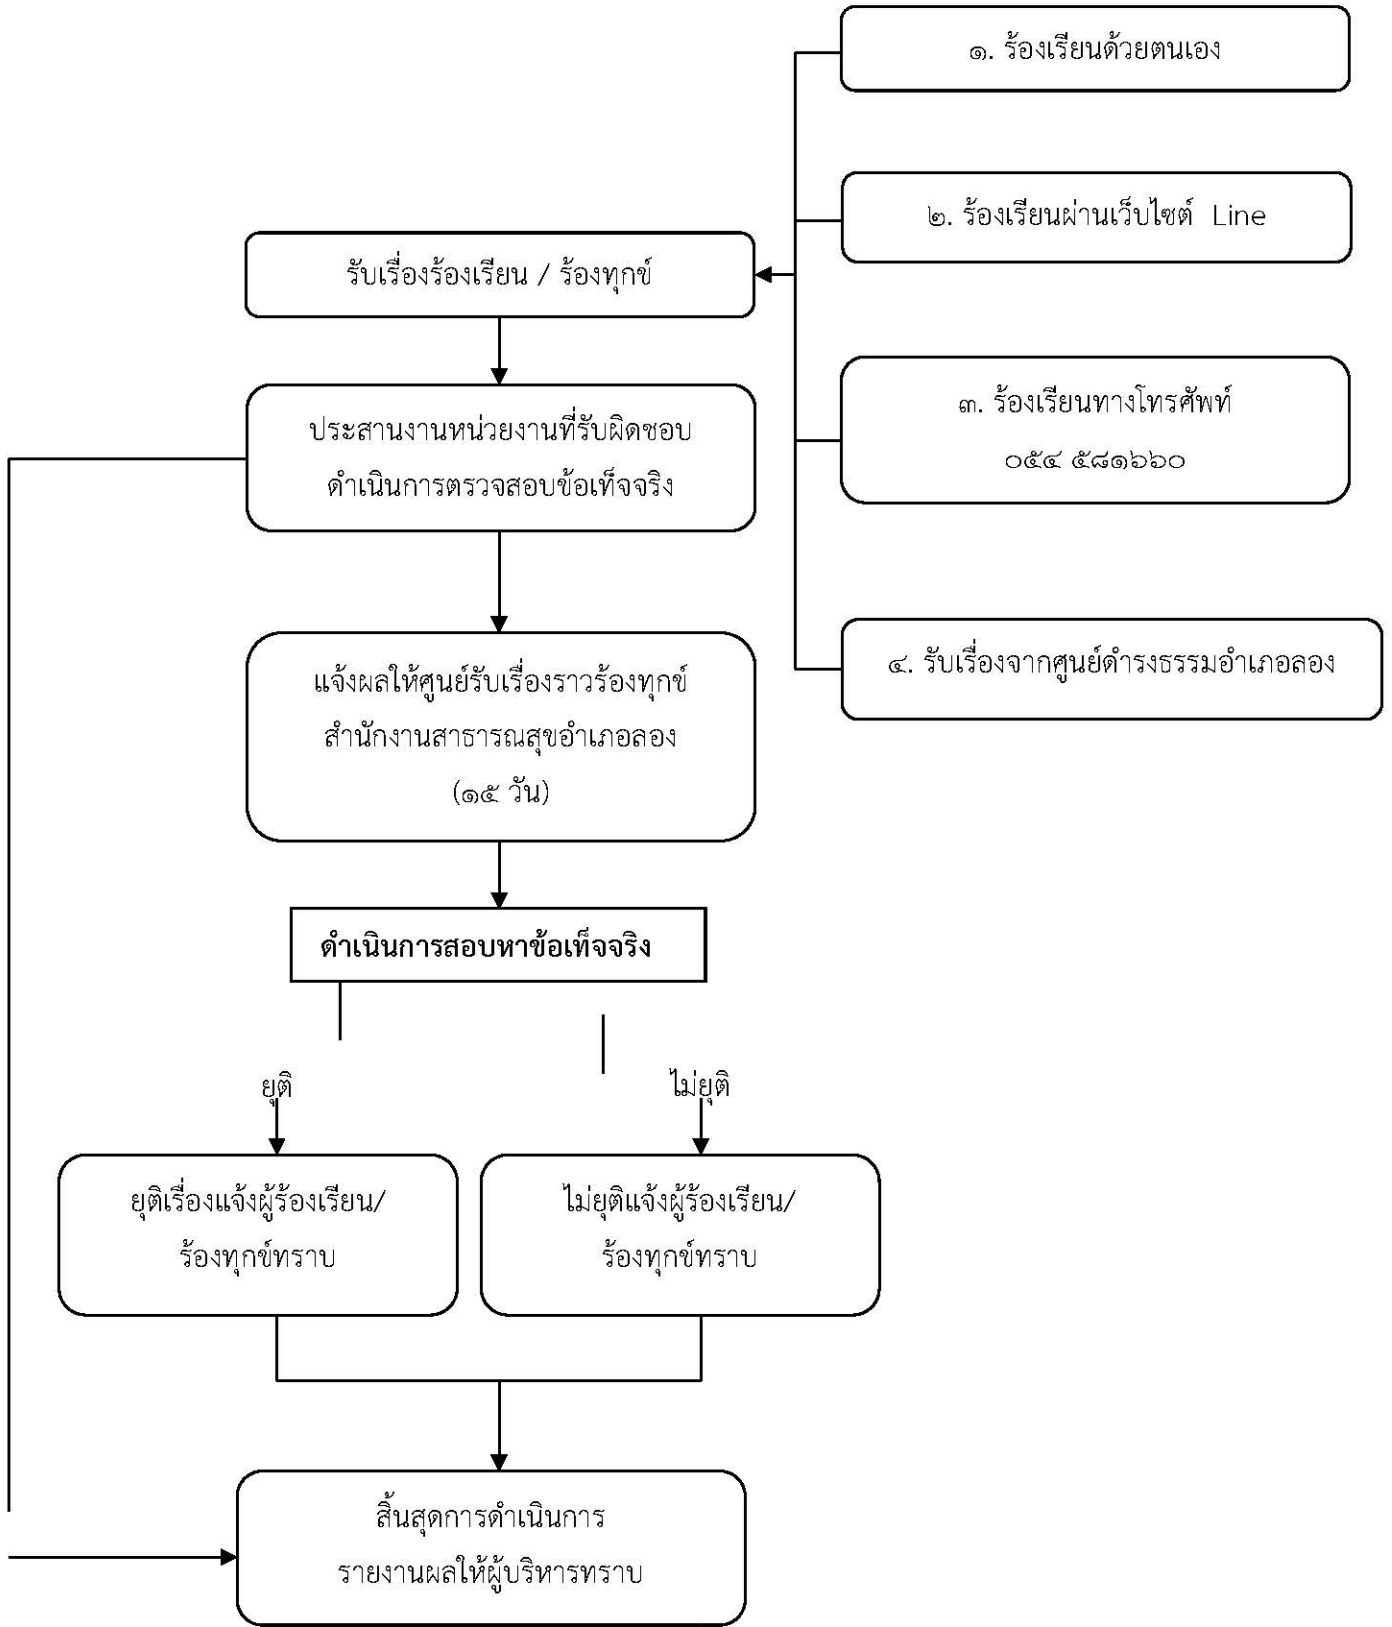 ๑. ร้องเรียนด้วยตนเอง
๒. ร้องเรียนผ่านเว็บไซต์ Line
รับเรื่องร้องเรียน / ร้องทุกข์
๓. ร้องเรียนทางโทรศัพท์
๐๕๔ ๕๘๑๖๖๐
ประสานงานหน่วยงานที่รับผิดชอบ
ดำเนินการตรวจสอบข้อเท็จจริง
๔. รับเรื่องจากศูนย์ดำรงธรรมอำเภอลอง
แจ้งผลให้ศูนย์รับเรื่องราวร้องทุกข์
สำนักงานสาธารณสุขอำเภอลอง
(๑๕ วัน)
ดำเนินการสอบหาข้อเท็จจริง
ยุติ
ไม่ยุติ
ยุติเรื่องแจ้งผู้ร้องเรียน/
ร้องทุกข์ทราบ
ไม่ยุติแจ้งผู้ร้องเรียน/
ร้องทุกข์ทราบ
สิ้นสุดการดำเนินการ
รายงานผลให้ผู้บริหารทราบ